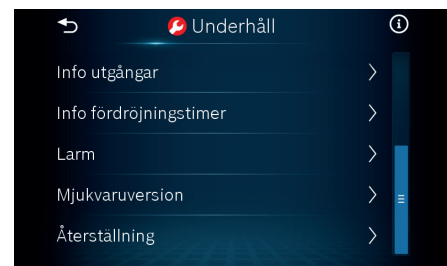 Underhåll
Info utgångar
Info fördröjningstimer
Larm
Mjukvaruversion
Återställning